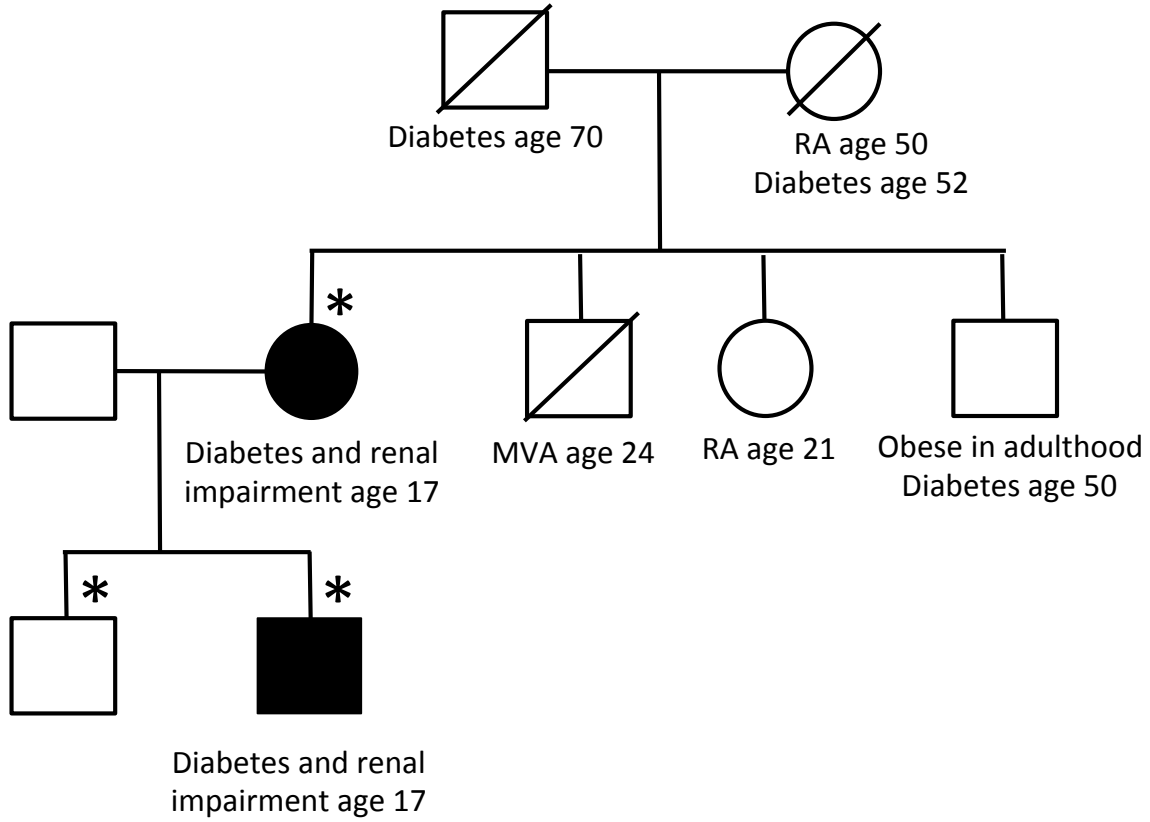 Diabetes age 70
RA age 50
Diabetes age 52
*
Diabetes and renal
impairment age 17
MVA age 24
RA age 21
Obese in adulthood
Diabetes age 50
*
*
Diabetes and renal
impairment age 17